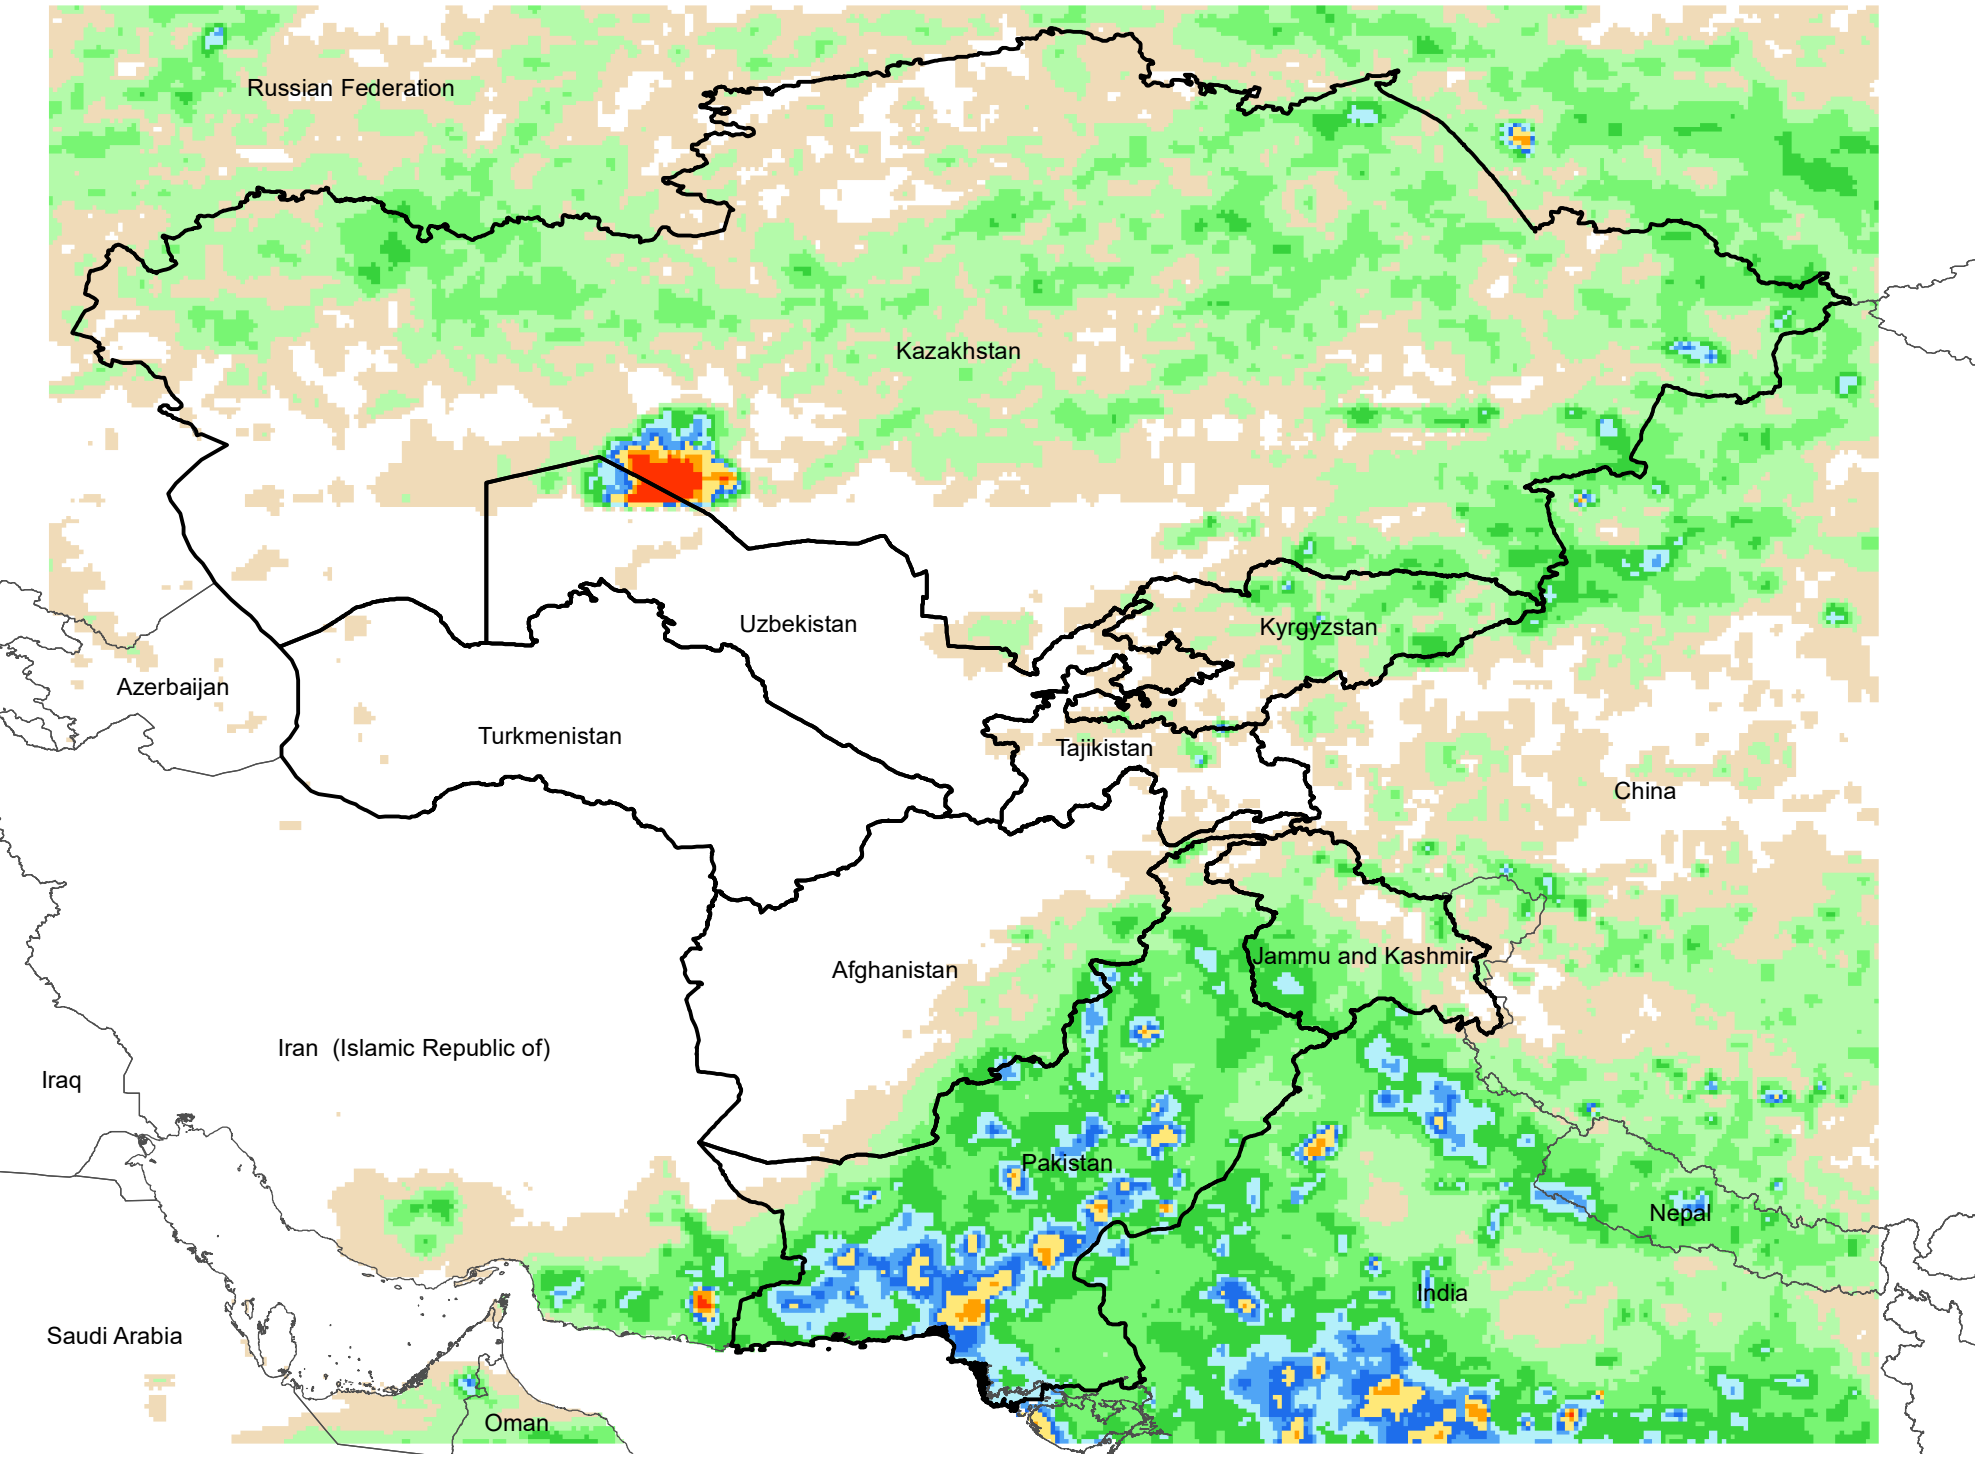 Russian Federation
Kazakhstan
Uzbekistan
Kyrgyzstan
Azerbaijan
Turkmenistan
Tajikistan
China
Afghanistan
Jammu and Kashmir
Iran  (Islamic Republic of)
Iraq
Pakistan
Nepal
India
Saudi Arabia
Oman